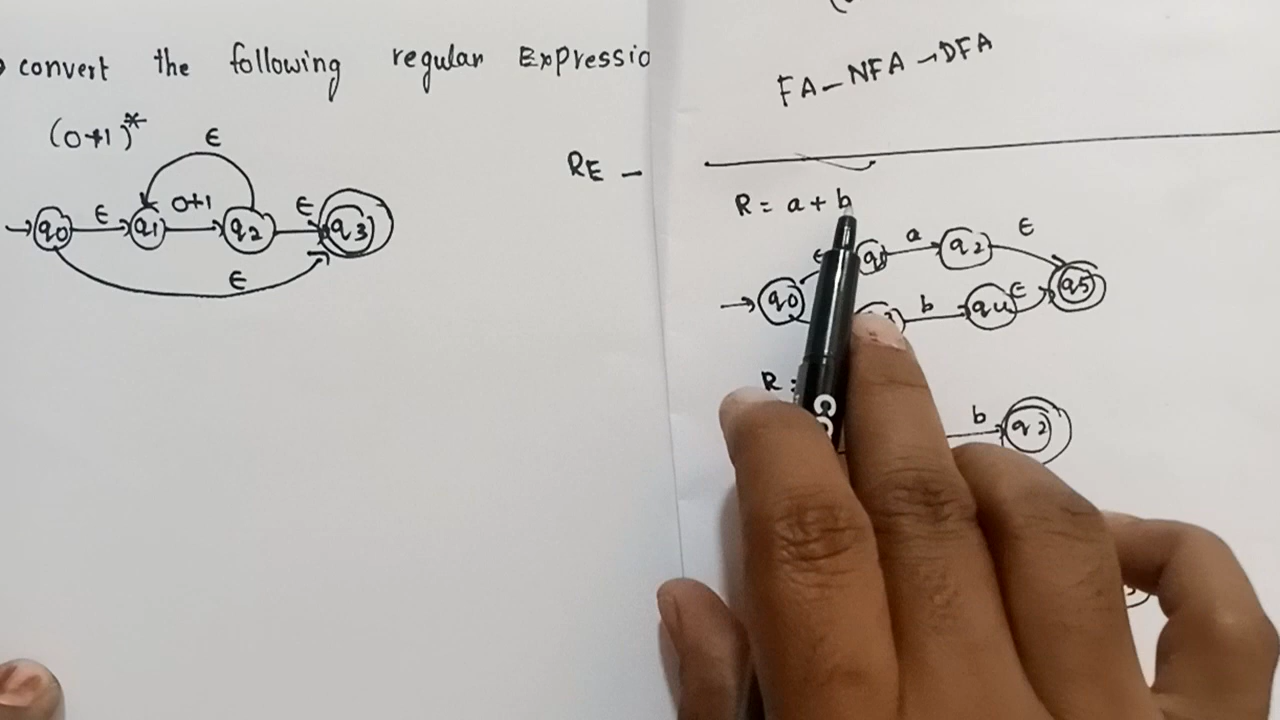 convert the following regular Expressio
(0+1)*
ϵ
q0 ϵ q1 0+1 q2 ϵ q3
ϵ
RE -
FA - NFA → DFA
R = a + b
q0 ϵ q1 a q2 ϵ
b q4 ϵ q5
R =
b q2